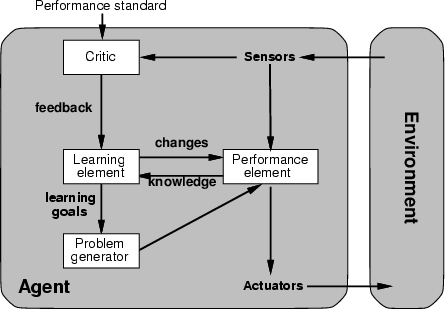 Performance standard
Critic
Sensors
feedback
changes
Learning
element
Performance
element
knowledge
learning
goals
Problem
generator
Agent
Actuators
Environment